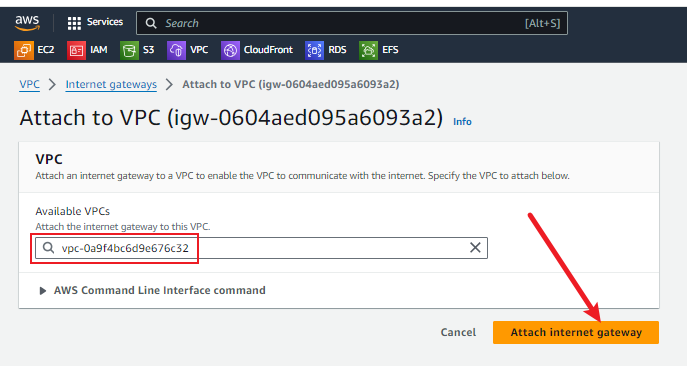 aws Services Search [Alt+S]
EC2 IAM S3 VPC CloudFront RDS EFS
VPC > Internet gateways > Attach to VPC (igw-0604aed095a6093a2)
Attach to VPC (igw-0604aed095a6093a2) Info
VPC
Attach an internet gateway to a VPC to enable the VPC to communicate with the internet. Specify the VPC to attach below.
Available VPCs
Attach the internet gateway to this VPC.
vpc-0a9f4bc6d9e676c32
AWS Command Line Interface command
Cancel Attach internet gateway